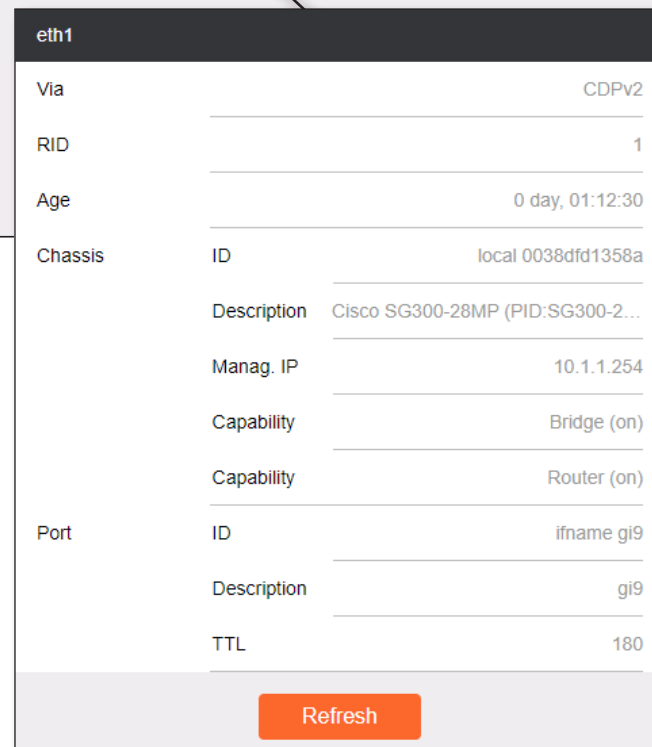 eth1
Via CDPv2
RID 1
Age 0 day, 01:12:30
Chassis ID local 0038dfd1358a
Description Cisco SG300-28MP (PID:SG300-2...
Manag. IP 10.1.1.254
Capability Bridge (on)
Capability Router (on)
Port ID ifname gi9
Description gi9
TTL 180
Refresh